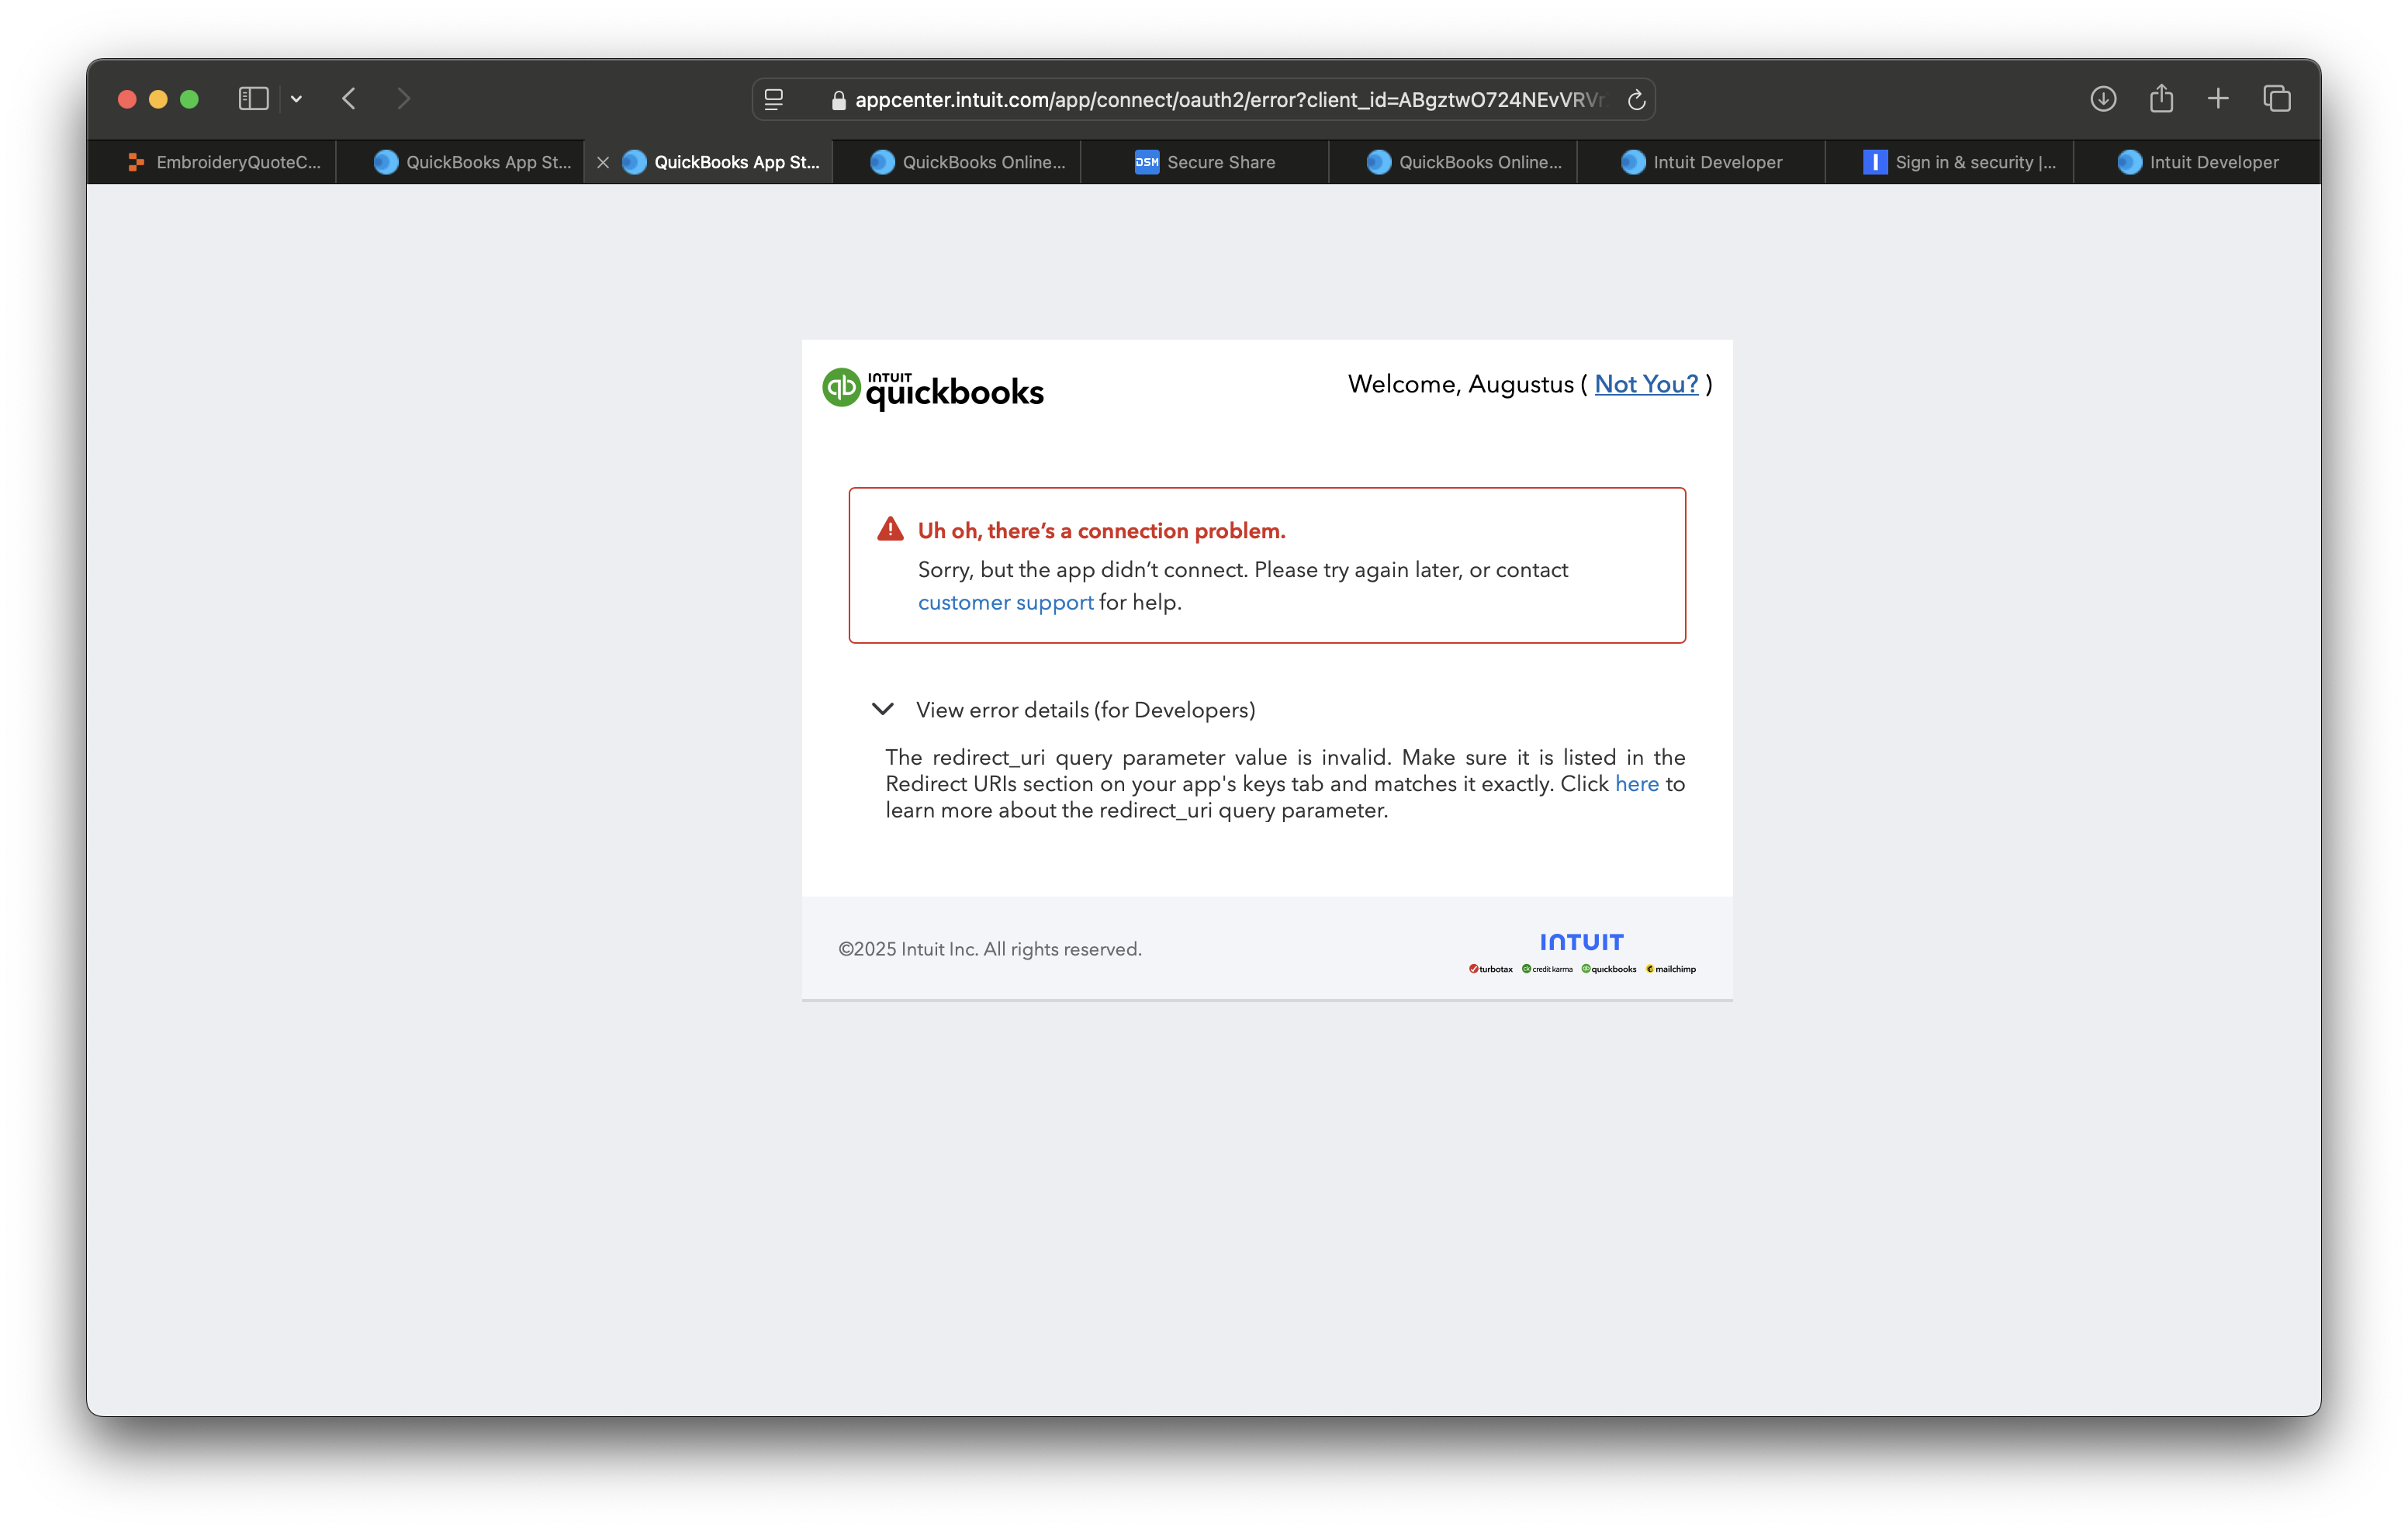 appcenter.intuit.com/app/connect/oauth2/error?client_id=ABgztwO724NEvVRVr
EmbroideryQuoteC...
QuickBooks App St...
QuickBooks App St...
QuickBooks Online...
DSM Secure Share
QuickBooks Online...
Intuit Developer
Sign in & security |...
Intuit Developer
qb INTUIT quickbooks
Welcome, Augustus ( Not You? )
Uh oh, there’s a connection problem.
Sorry, but the app didn’t connect. Please try again later, or contact
customer support for help.
View error details (for Developers)
The redirect_uri query parameter value is invalid. Make sure it is listed in the
Redirect URIs section on your app's keys tab and matches it exactly. Click here to
learn more about the redirect_uri query parameter.
©2025 Intuit Inc. All rights reserved.
INTUIT
turbotax credit karma quickbooks mailchimp